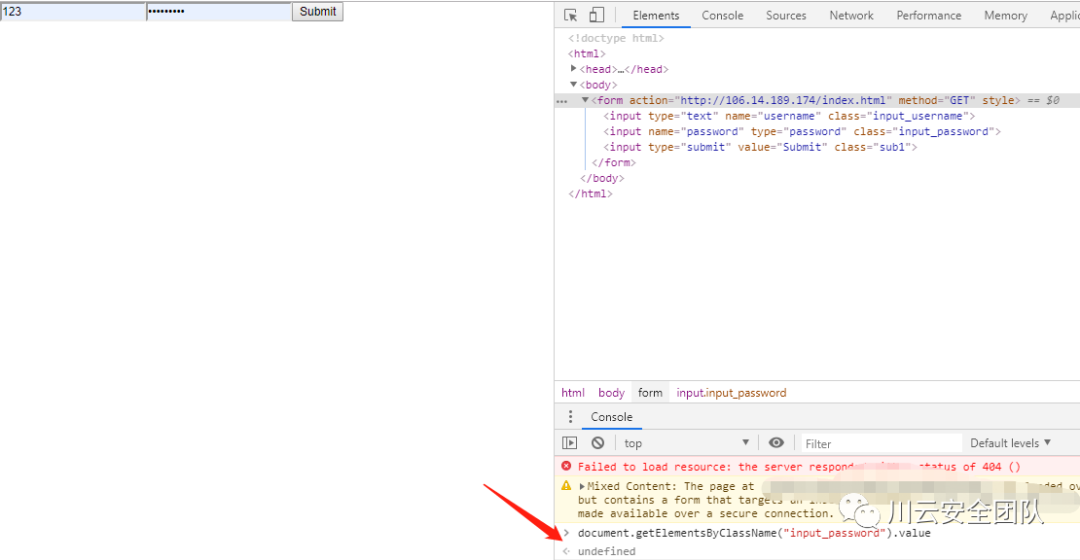 123 ••••••••• Submit
Elements Console Sources Network Performance Memory Applic
<!doctype html>
<html>
<head>…</head>
<body>
<form action="http://106.14.189.174/index.html" method="GET" style> == $0
<input type="text" name="username" class="input_username">
<input name="password" type="password" class="input_password">
<input type="submit" value="Submit" class="sub1">
</form>
</body>
</html>
html body form input.input_password
Console
top Filter Default levels
Failed to load resource: the server respond status of 404 ()
Mixed Content: The page at ov
but contains a form that targets an
made available over a secure connection.
川云安全团队
document.getElementsByClassName("input_password").value
undefined